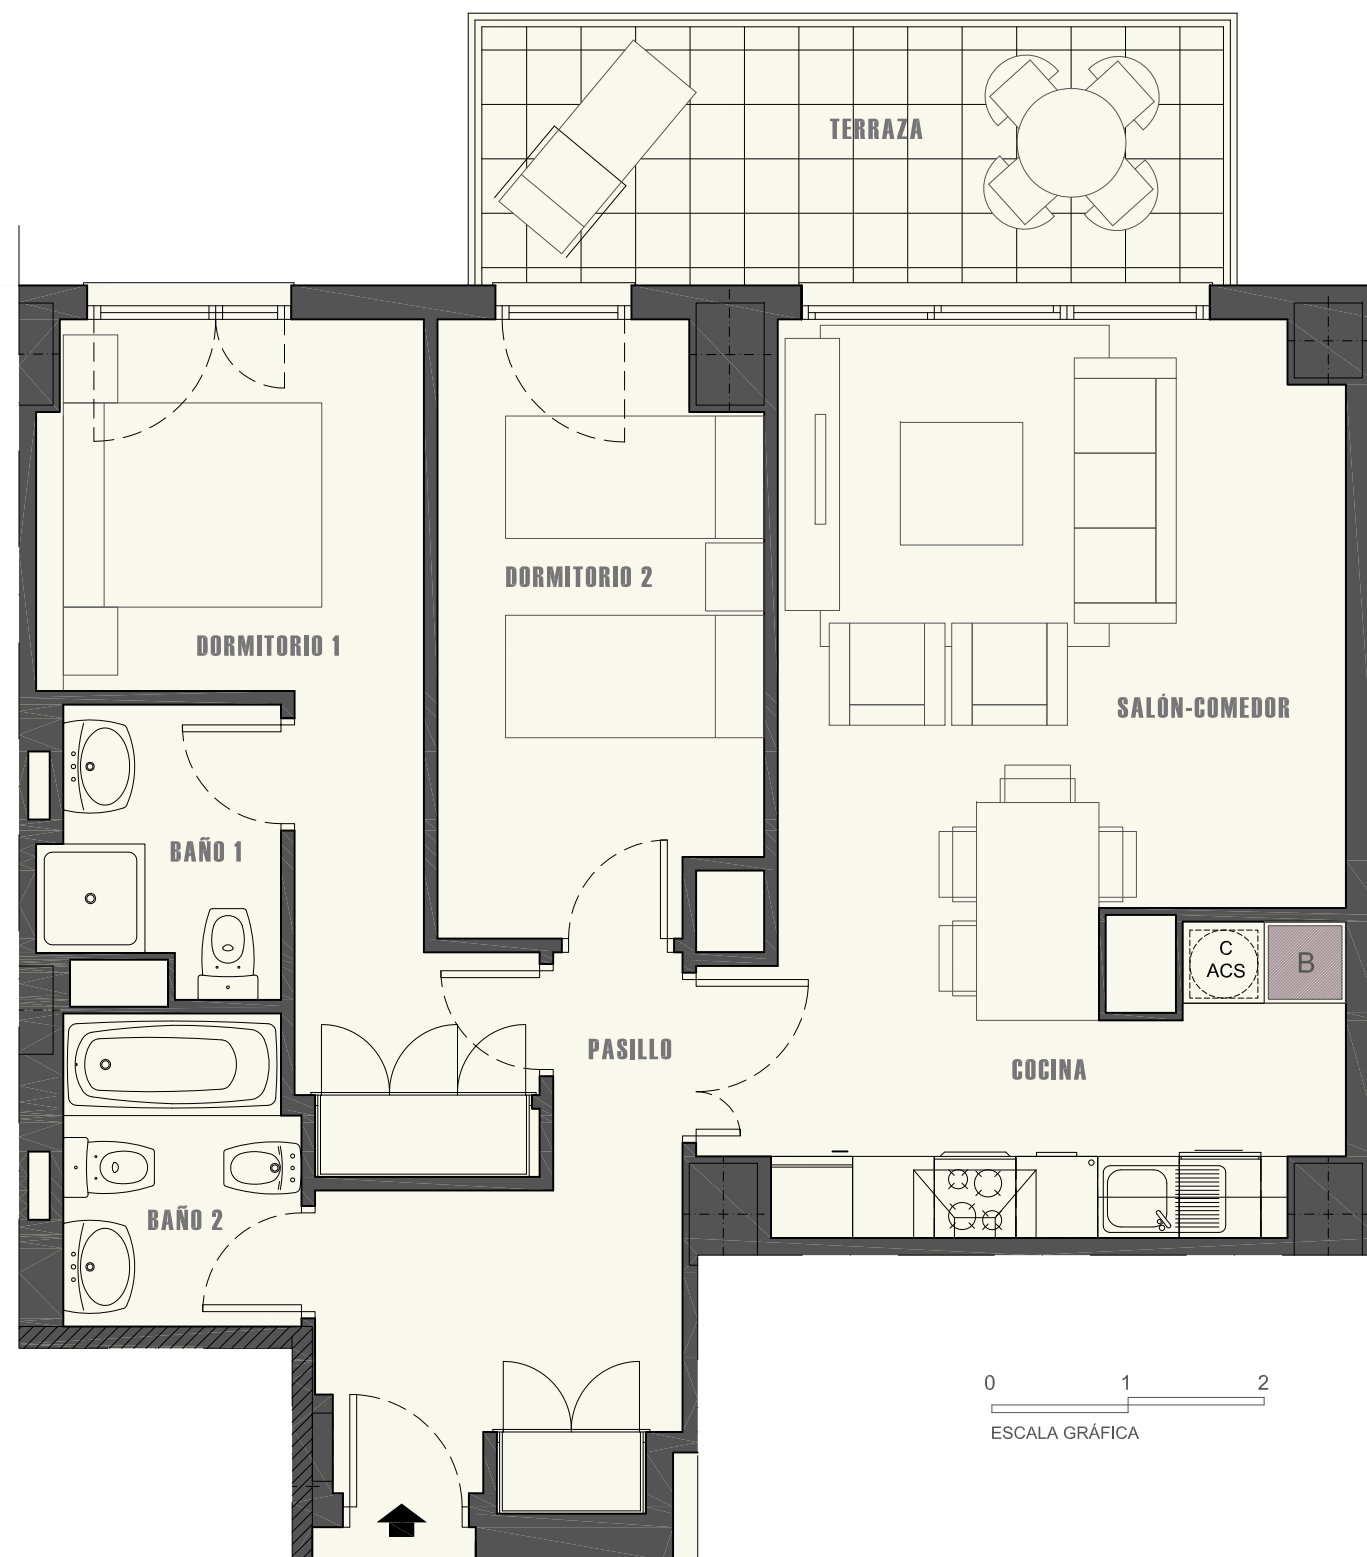 TERRAZA
DORMITORIO 2
DORMITORIO 1
SALÓN-COMEDOR
BAÑO 1
C
ACS
B
PASILLO
COCINA
BAÑO 2
0 1 2
ESCALA GRÁFICA